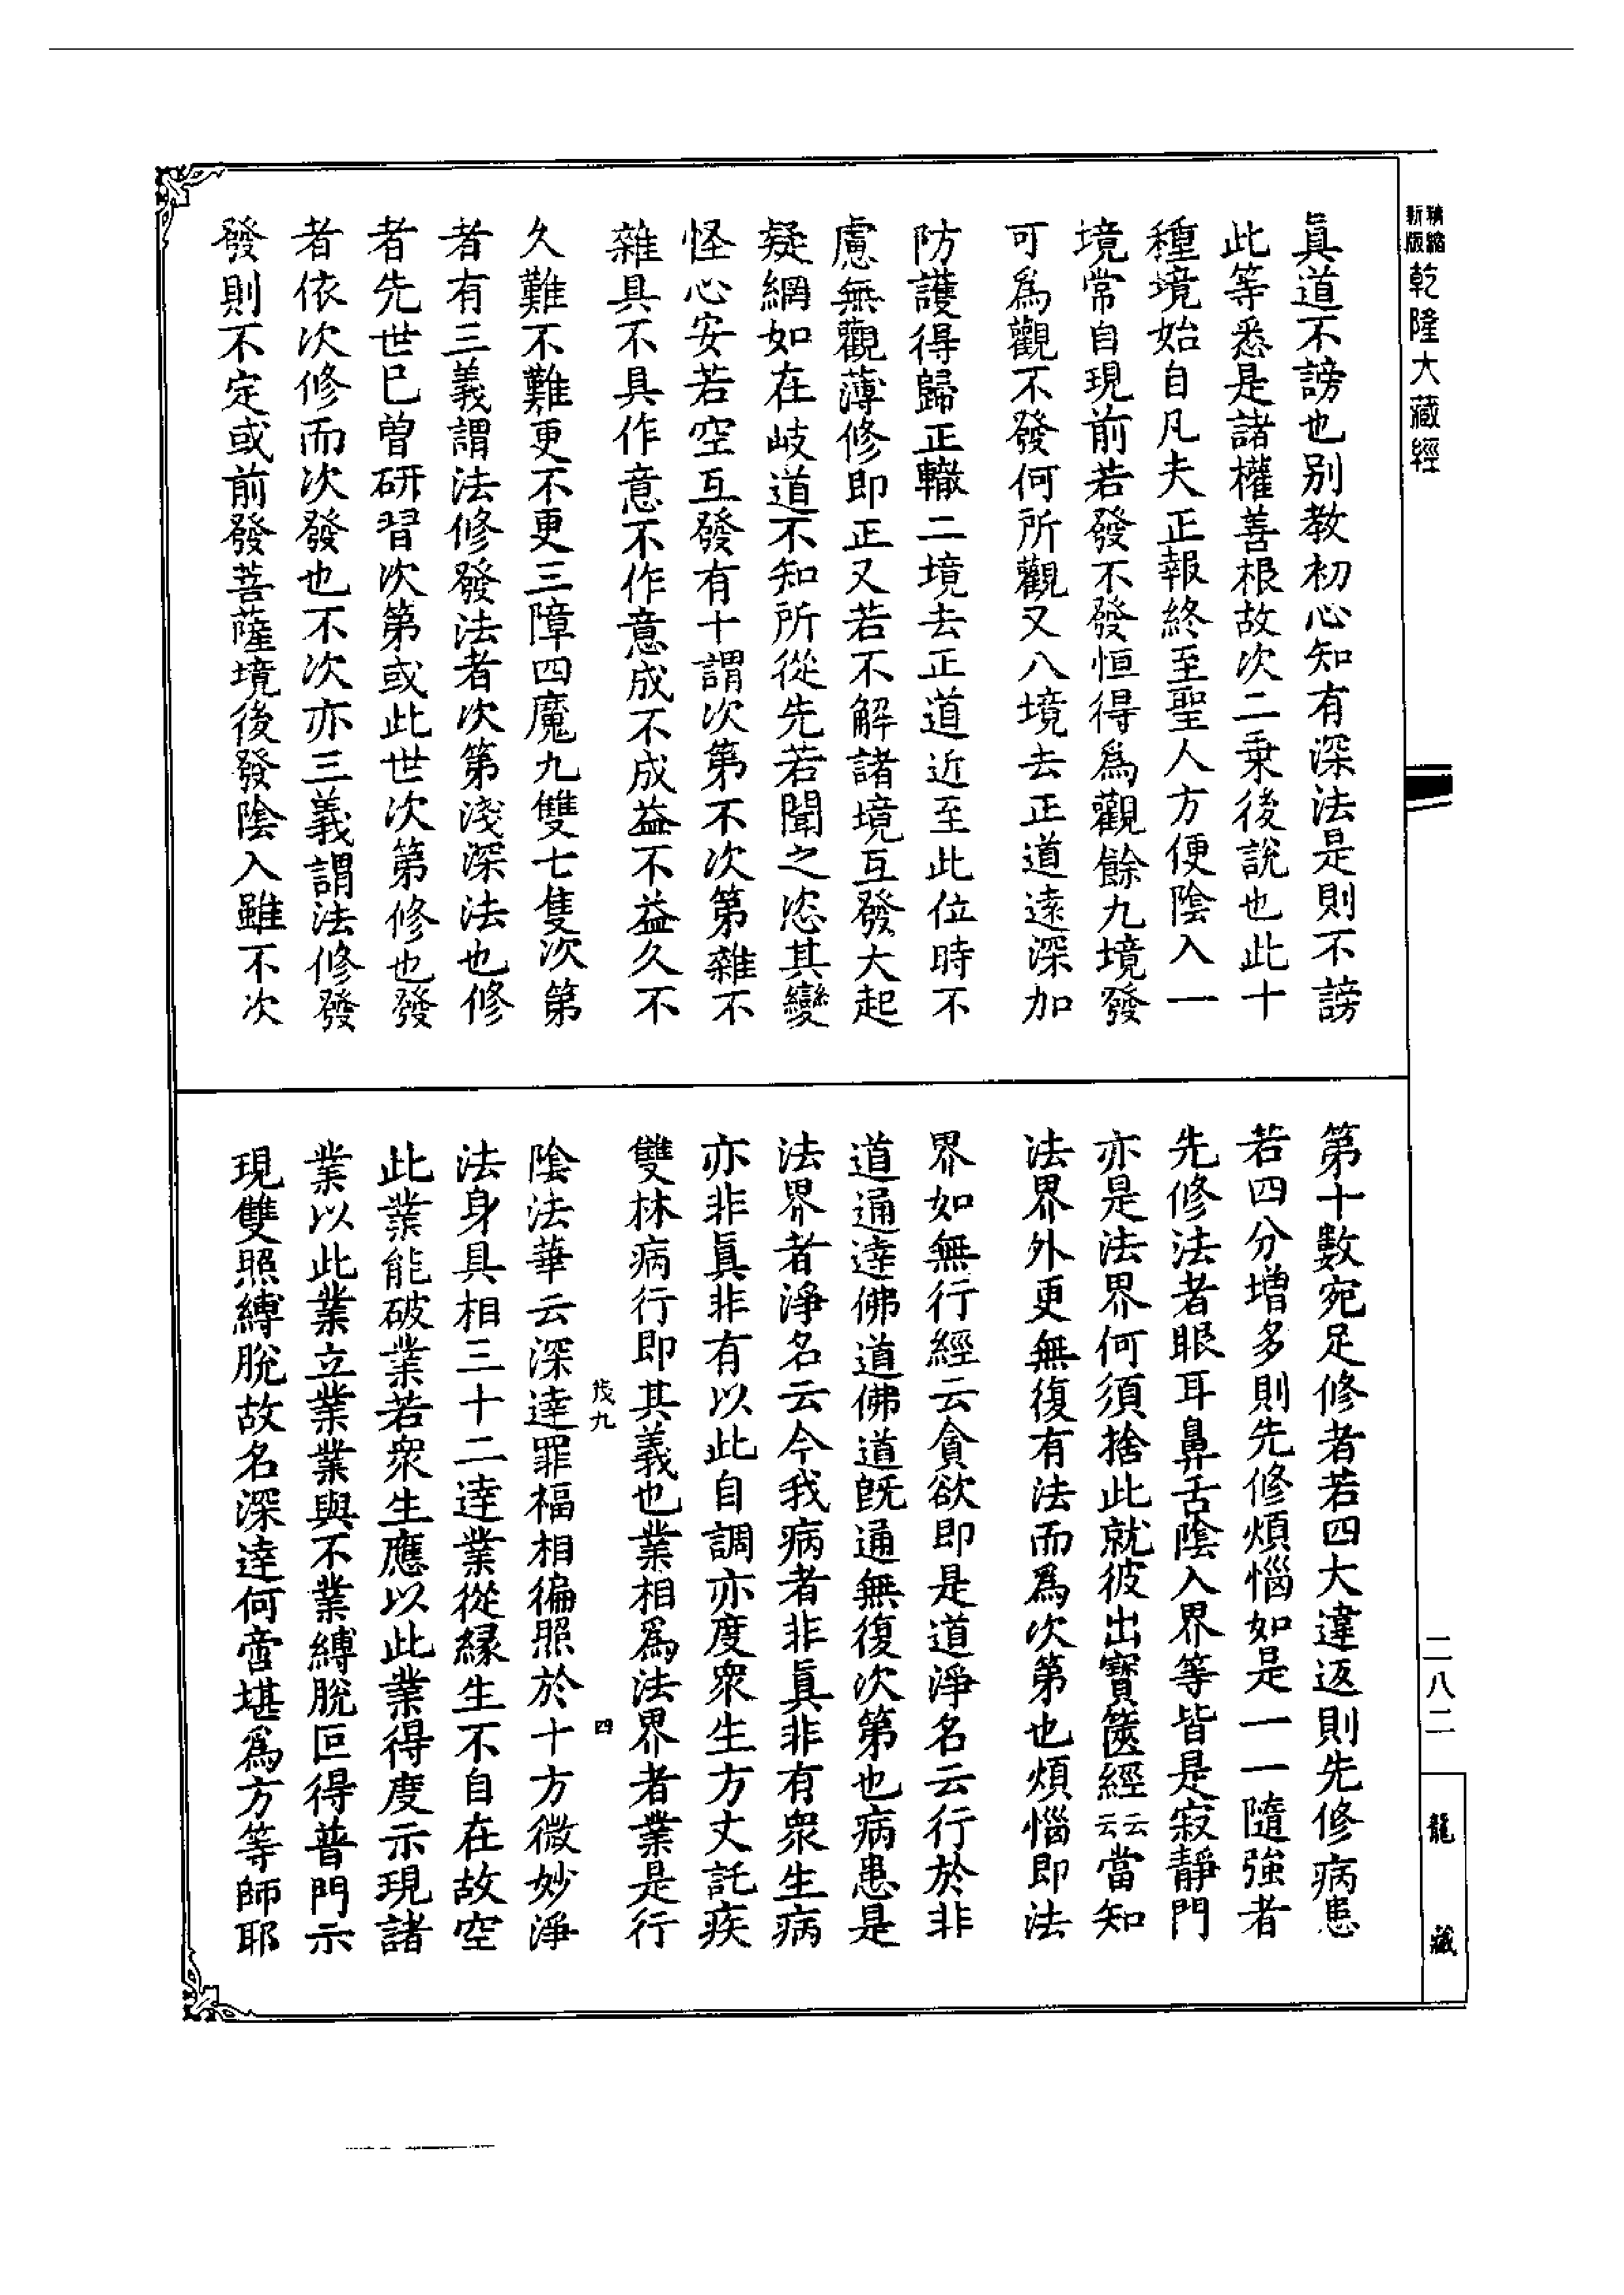 新版精縮乾隆大藏經
眞道不謗也別教初心知有深法是則不謗
此等悉是諸權善根故次二乗後說也此十
種境始自凡夫正報終至聖人方便陰入一
境常自現前若發不發恒得爲觀餘九境發
可爲觀不發何所觀又八境去正道遠深加
防護得歸正轍二境去正道近至此位時不
慮無觀薄修即正又若不解諸境互發大起
疑網如在岐道不知所從先若聞之恣其變
怪心安若空互發有十謂次第不次第雜不
雜具不具作意不作意成不成益不益久不
久難不難更不更三障四魔九雙七隻次第
者有三義謂法修發法者次第淺深法也修
者先世已曽研習次第或此世次第修也發
者依次修而次發也不次亦三義謂法修發
發則不定或前發菩薩境後發陰入雖不次
第十數宛足修者若四大違返則先修病患
若四分増多則先修煩惱如是一一隨強者
先修法者眼耳鼻舌陰入界等皆是寂靜門
亦是法界何須捨此就彼出寶篋經云云當知
法界外更無復有法而爲次第也煩惱即法
界如無行經云貪欲即是道淨名云行於非
道通達佛道佛道旣通無復次第也病患是
法界者淨名云今我病者非眞非有衆生病
亦非眞非有以此自調亦度衆生方丈託疾
雙林病行即其義也業相爲法界者業是行
茂九
四
陰法華云深達罪福相徧照於十方微妙淨
法身具相三十二達業從緣生不自在故空
此業能破業若衆生應以此業得度示現諸
業以此業立業業與不業縛脫叵得普門示
現雙照縛脫故名深達何啻堪爲方等師耶
二八二
龍藏